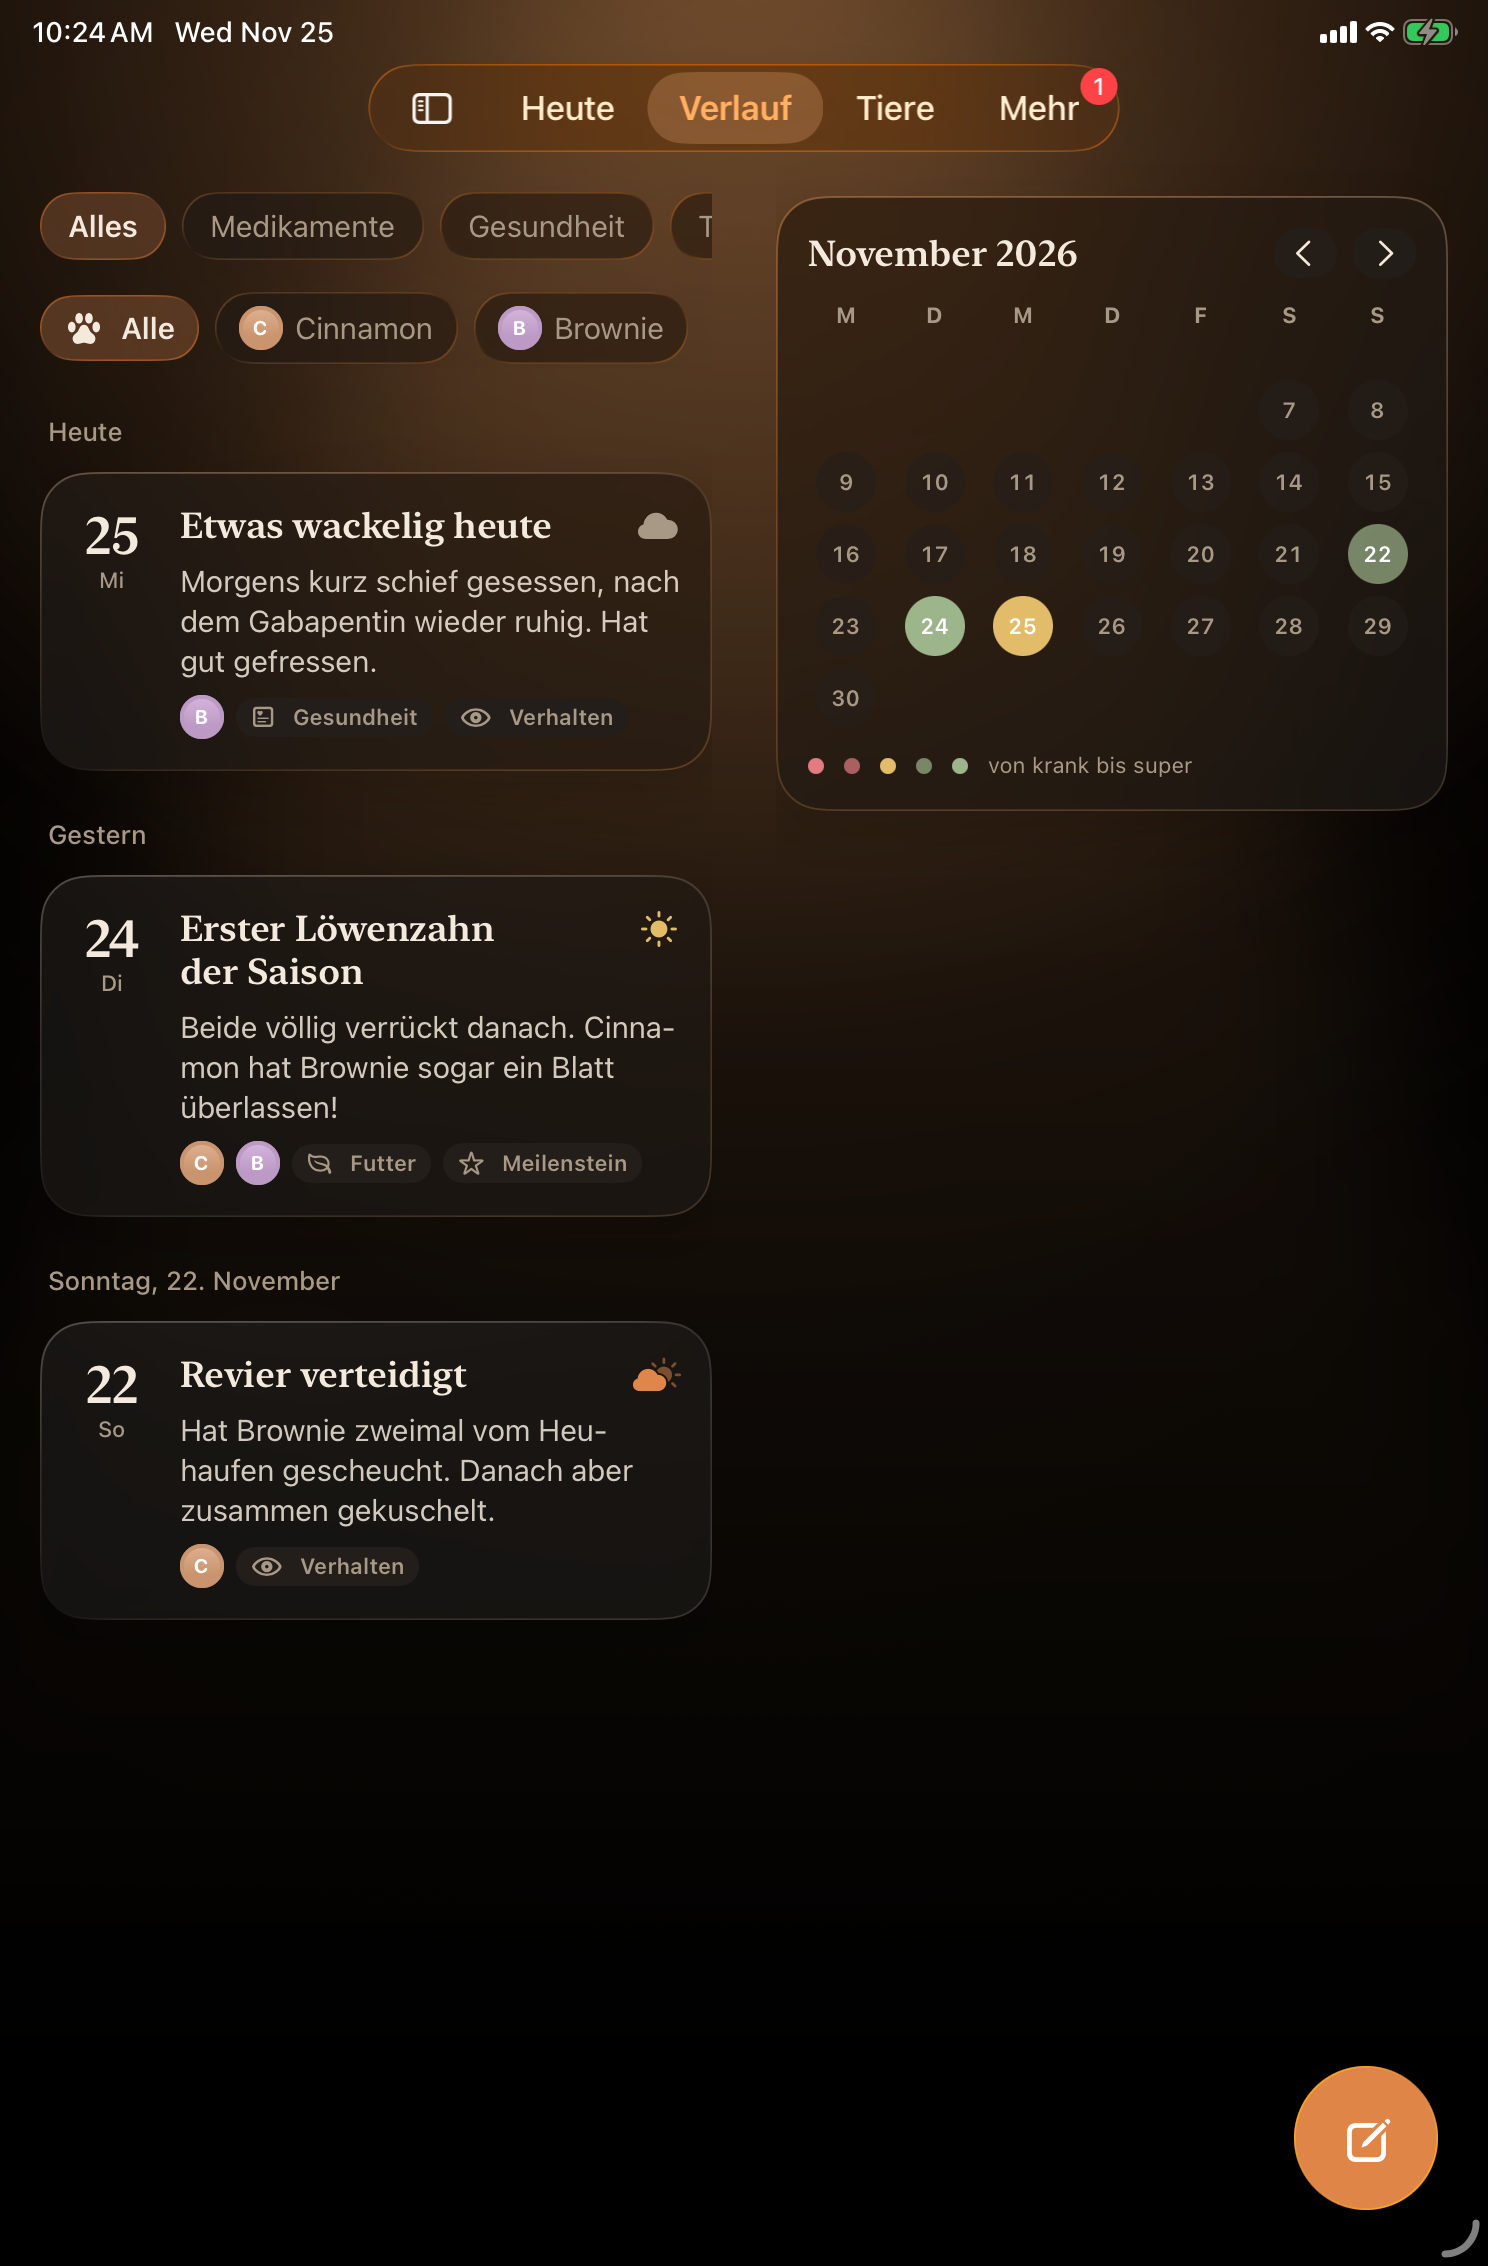 10:24 AM Wed Nov 25
Heute
Verlauf
Tiere
Mehr
1
Alles
Medikamente
Gesundheit
Alle
C
Cinnamon
B
Brownie
Heute
25
Mi
Etwas wackelig heute
Morgens kurz schief gesessen, nach
dem Gabapentin wieder ruhig. Hat
gut gefressen.
B
Gesundheit
Verhalten
Gestern
24
Di
Erster Löwenzahn
der Saison
Beide völlig verrückt danach. Cinna-
mon hat Brownie sogar ein Blatt
überlassen!
C
B
Futter
Meilenstein
Sonntag, 22. November
22
So
Revier verteidigt
Hat Brownie zweimal vom Heu-
haufen gescheucht. Danach aber
zusammen gekuschelt.
C
Verhalten
November 2026
M D M D F S S
7 8
9 10 11 12 13 14 15
16 17 18 19 20 21 22
23 24 25 26 27 28 29
30
von krank bis super